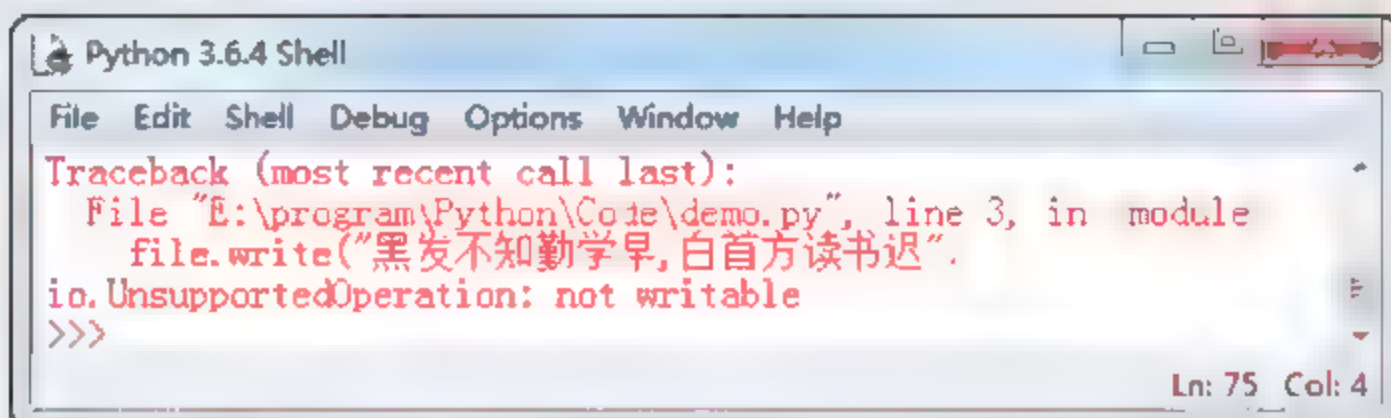 Python 3.6.4 Shell
File Edit Shell Debug Options Window Help
Traceback (most recent call last):
File "E:\program\Python\Code\demo.py", line 3, in module
file.write("黑发不知勤学早,白首方读书迟"
io.UnsupportedOperation: not writable
>>>
Ln: 75 Col: 4